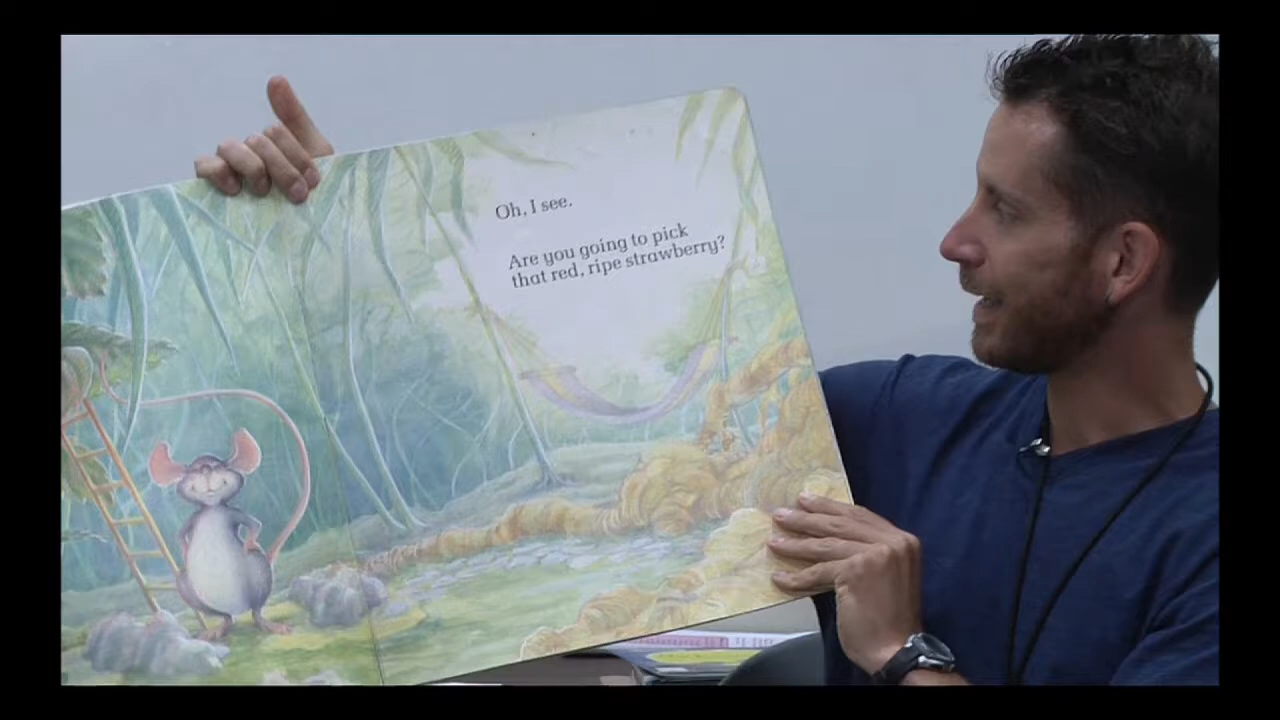 Oh, I see.
Are you going to pick
that red, ripe strawberry?